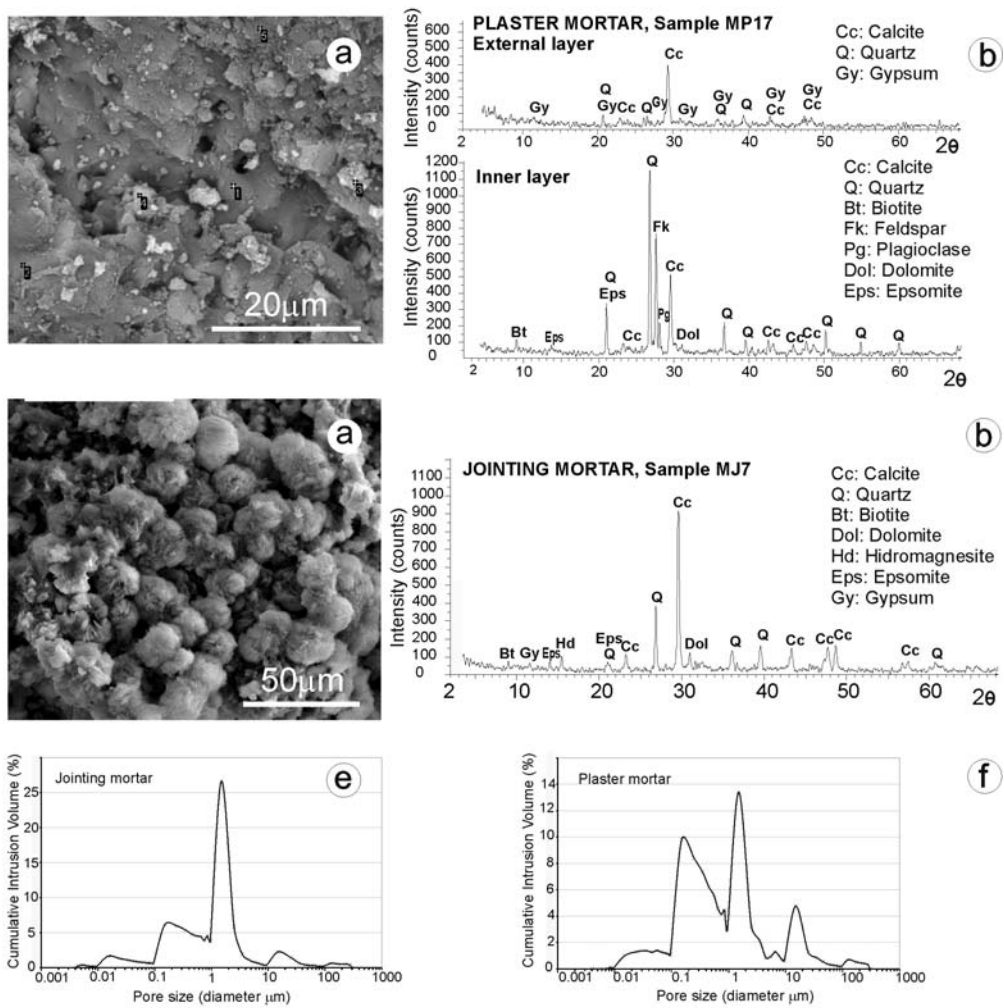 a
5
1
4
3
5
20μm
PLASTER MORTAR, Sample MP17
External layer
b
Cc: Calcite
Q: Quartz
Gy: Gypsum
Intensity (counts)
600
500
400
300
200
100
0
Cc
Q
Gy
Gy
Cc
Q
Gy
Gy
Gy
Q
Q
Gy
Cc
Gy
Cc
2 10 20 30 40 50 60 2θ
Inner layer
Cc: Calcite
Q: Quartz
Bt: Biotite
Fk: Feldspar
Pg: Plagioclase
Dol: Dolomite
Eps: Epsomite
Intensity (counts)
1200
1100
1000
900
800
700
600
500
400
300
200
100
0
Bt
Eps
Q
Eps
Cc
Q
Fk
Pg
Cc
Dol
Q
Q
Cc
Cc
Cc
Q
Q
Q
2 10 20 30 40 50 60 2θ
a
50μm
JOINTING MORTAR, Sample MJ7
b
Cc: Calcite
Q: Quartz
Bt: Biotite
Dol: Dolomite
Hd: Hidromagnesite
Eps: Epsomite
Gy: Gypsum
Intensity (counts)
1100
1000
900
800
700
600
500
400
300
200
100
0
Bt
Gy
Eps
Hd
Eps
Q
Cc
Q
Cc
Dol
Q
Q
Cc
Cc
Cc
Cc
Q
2 10 20 30 40 50 60 2θ
Jointing mortar
e
Cumulative Intrusion Volume (%)
25
20
15
10
5
0
0.001 0.01 0.1 1 10 100 1000
Pore size (diameter μm)
Plaster mortar
f
Cumulative Intrusion Volume (%)
14
12
10
8
6
4
2
0
0.001 0.01 0.1 1 10 100 1000
Pore size (diameter μm)